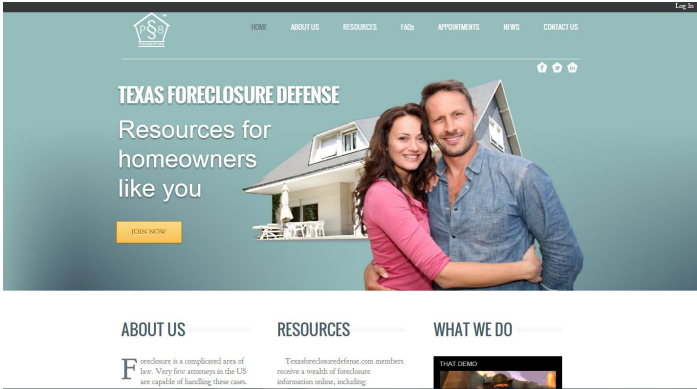 Log In
P§8
FOUNDATION
HOME ABOUT US RESOURCES FAQs APPOINTMENTS NEWS CONTACT US
TEXAS FORECLOSURE DEFENSE
Resources for
homeowners
like you
JOIN NOW
ABOUT US RESOURCES WHAT WE DO
Foreclosure is a complicated area of
law. Very few attorneys in the US
are capable of handling these cases.
Texasforeclosuredefense.com members
receive a wealth of foreclosure
information online, including:
THAT DEMO